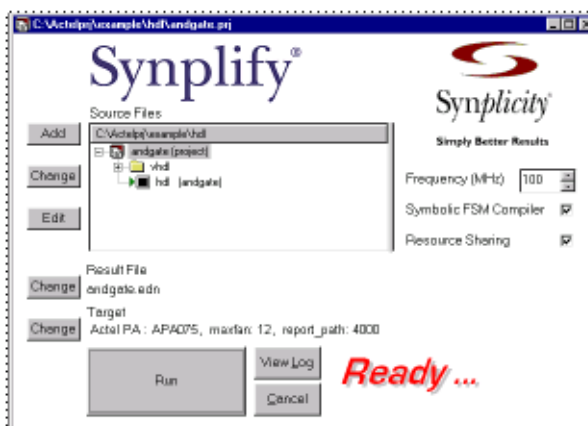 C:\Actelprj\example\hdl\andgate.prj
Synplify®
Synplicity®
Simply Better Results
Source Files
Add
Change
Edit
C:\Actelprj\example\hdl
andgate (project)
vhdl
hdl (andgate)
Frequency (MHz) 100
Symbolic FSM Compiler
Resource Sharing
Result File
Change
andgate.edn
Target
Change
Actel PA : APA075, maxfan: 12, report_path: 4000
Run
View Log
Cancel
Ready ...